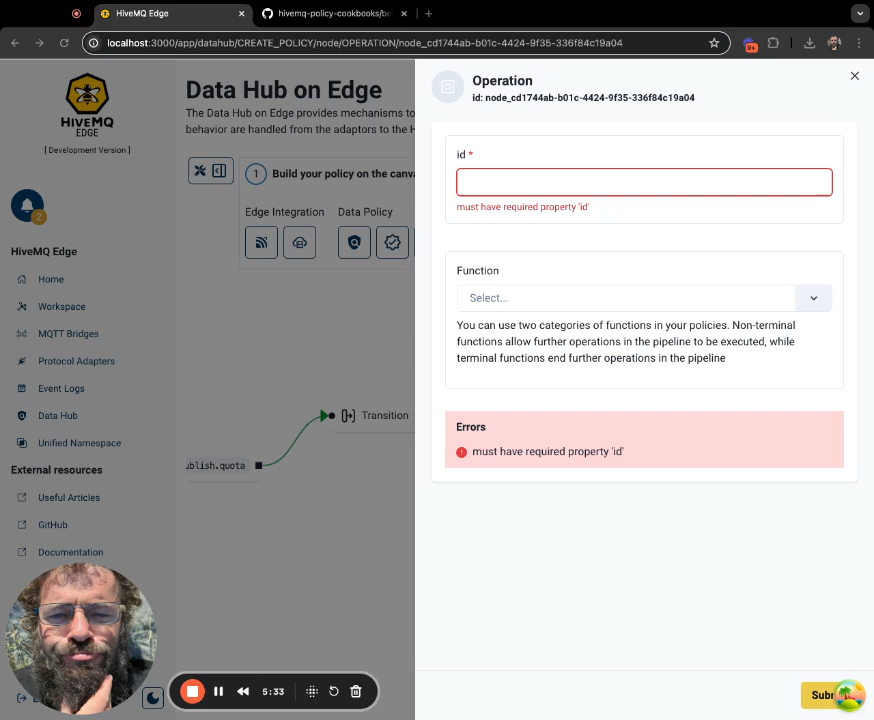 HiveMQ Edge
hivemq-policy-cookbooks/be
localhost:3000/app/datahub/CREATE_POLICY/node/OPERATION/node_cd1744ab-b01c-4424-9f35-336f84c19a04
9+
HIVEMQ
EDGE
[ Development Version ]
2
HiveMQ Edge
Home
Workspace
MQTT Bridges
Protocol Adapters
Event Logs
Data Hub
Unified Namespace
External resources
Useful Articles
GitHub
Documentation
Data Hub on Edge
The Data Hub on Edge provides mechanisms to
behavior are handled from the adaptors to the H
1 Build your policy on the canva
Edge Integration Data Policy
Transition
ublish.quota
Operation
id: node_cd1744ab-b01c-4424-9f35-336f84c19a04
id *
must have required property 'id'
Function
Select...
You can use two categories of functions in your policies. Non-terminal
functions allow further operations in the pipeline to be executed, while
terminal functions end further operations in the pipeline
Errors
must have required property 'id'
5:33
Subm